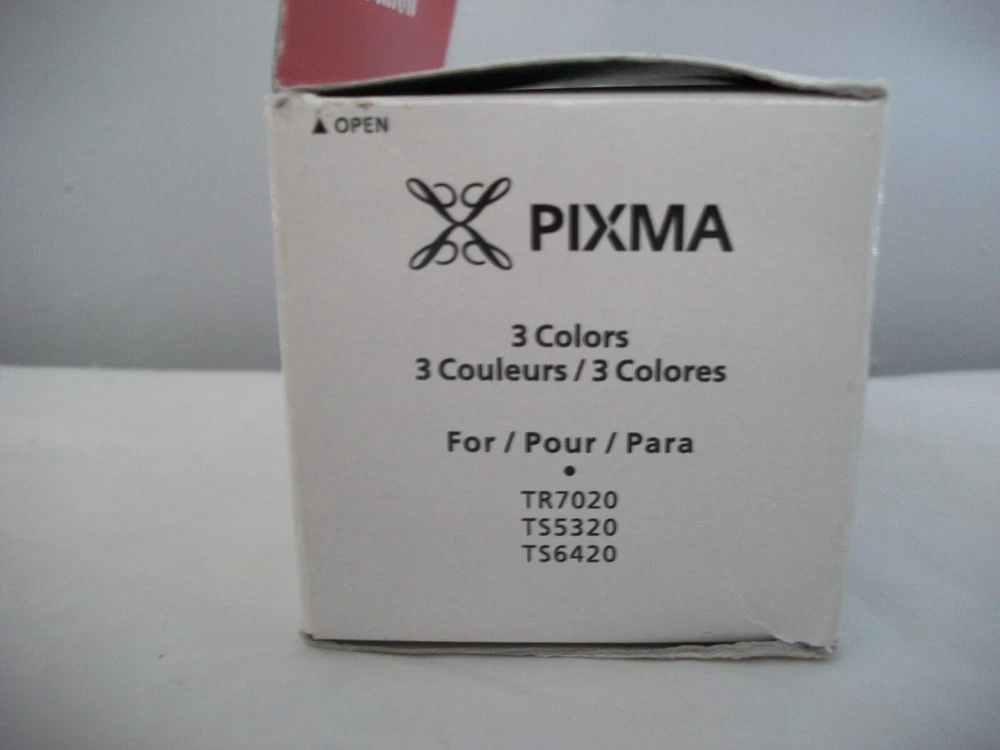 ▲ OPEN
PIXMA
3 Colors
3 Couleurs / 3 Colores
For / Pour / Para
•
TR7020
TS5320
TS6420